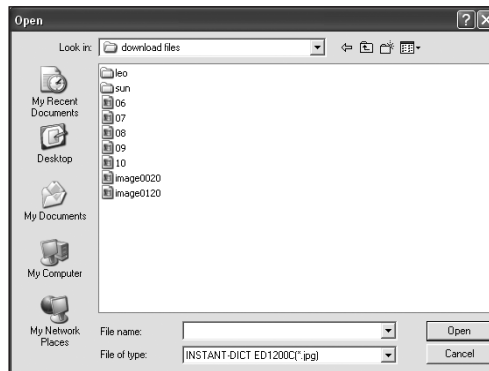 Open
Look in:
download files
My Recent
Documents
Desktop
My Documents
My Computer
My Network
Places
leo
sun
06
07
08
09
10
image0020
image0120
File name:
Open
File of type:
INSTANT-DICT ED1200C(*.jpg)
Cancel